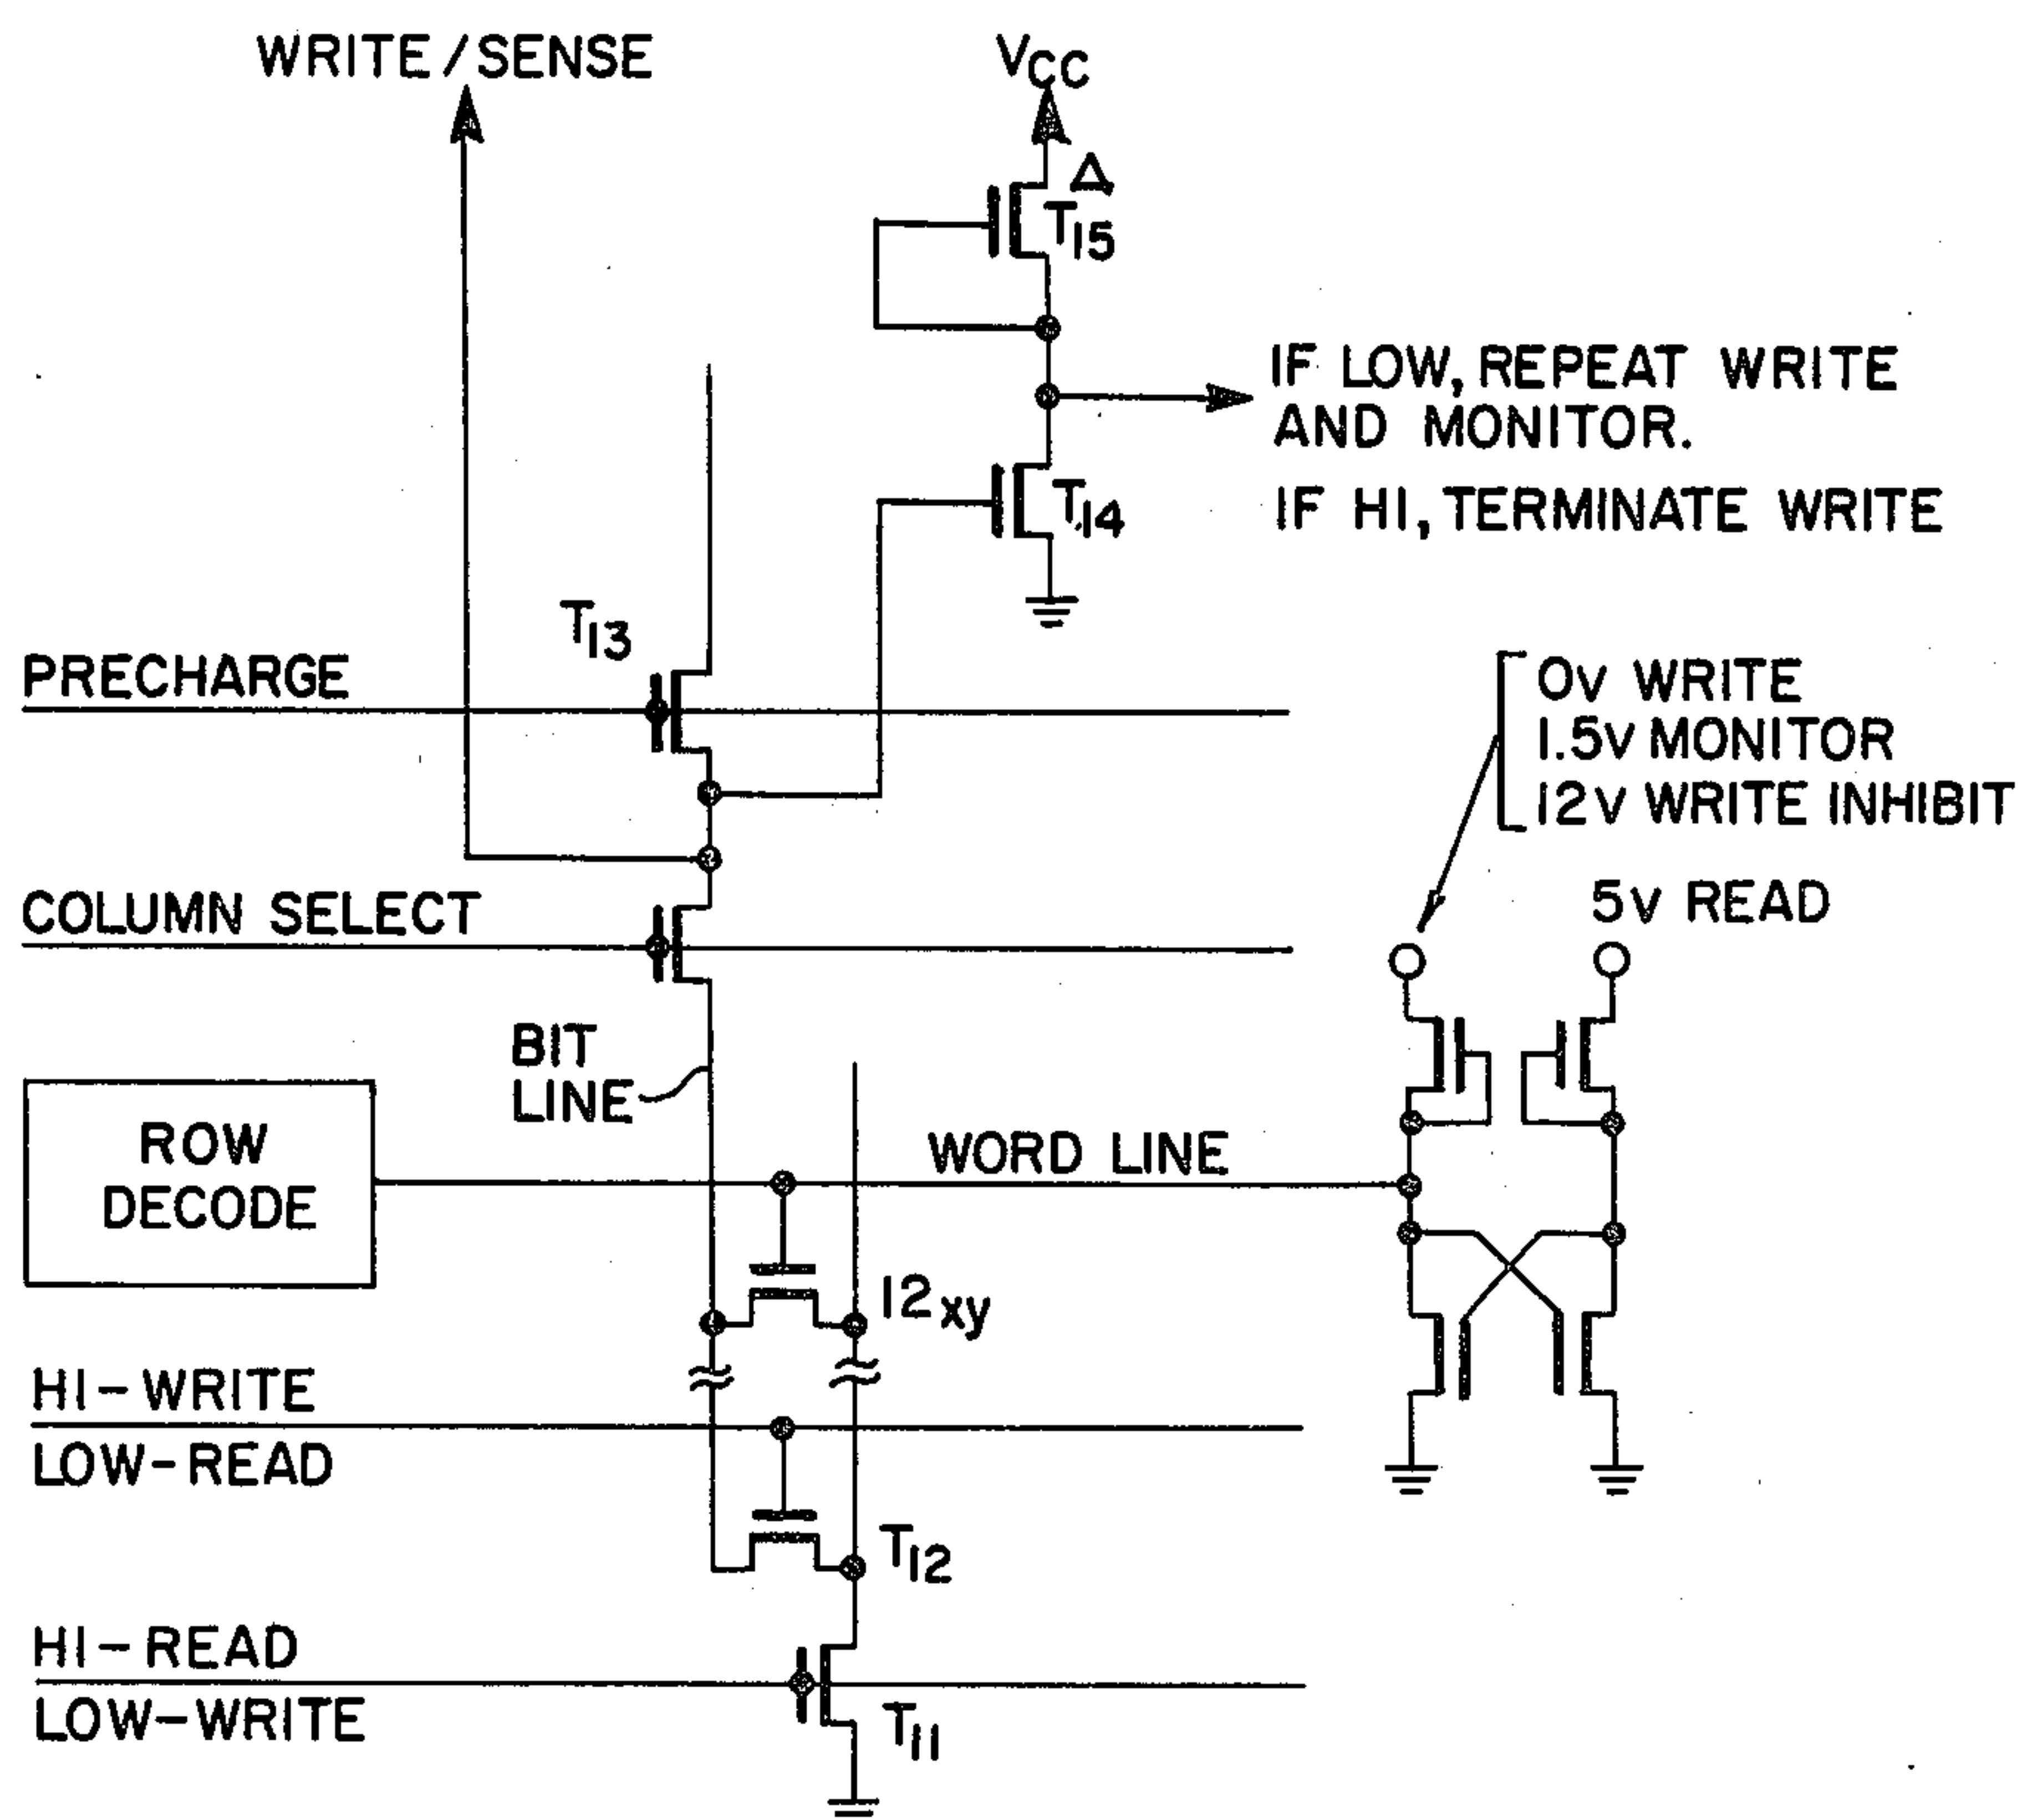 WRITE/SENSE
VCC
Δ
T15
IF LOW, REPEAT WRITE
AND MONITOR.
IF HI, TERMINATE WRITE
T14
T13
PRECHARGE
0V WRITE
1.5V MONITOR
12V WRITE INHIBIT
5V READ
COLUMN SELECT
BIT
LINE
ROW
DECODE
WORD LINE
12xy
HI-WRITE
LOW-READ
T12
HI-READ
LOW-WRITE
T11